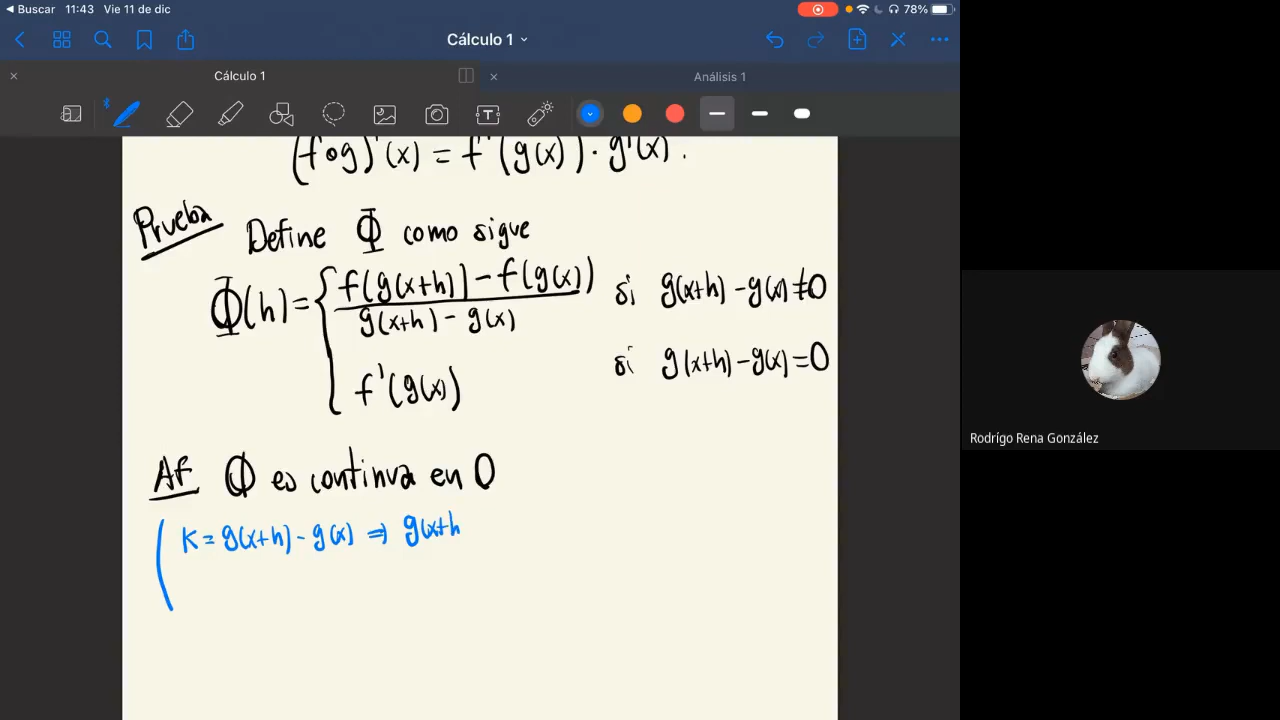 Buscar 11:43 Vie 11 de dic 78%
Cálculo 1
Cálculo 1 Análisis 1
(f∘g)'(x) = f'(g(x)) · g'(x).
Prueba Define Φ como sigue
Φ(h) = { f(g(x+h)) - f(g(x)) / g(x+h) - g(x) si g(x+h) - g(x) ≠ 0
f'(g(x)) si g(x+h) - g(x) = 0
Af Φ es continua en 0
K = g(x+h) - g(x) ⇒ g(x+h
Rodrígo Rena González